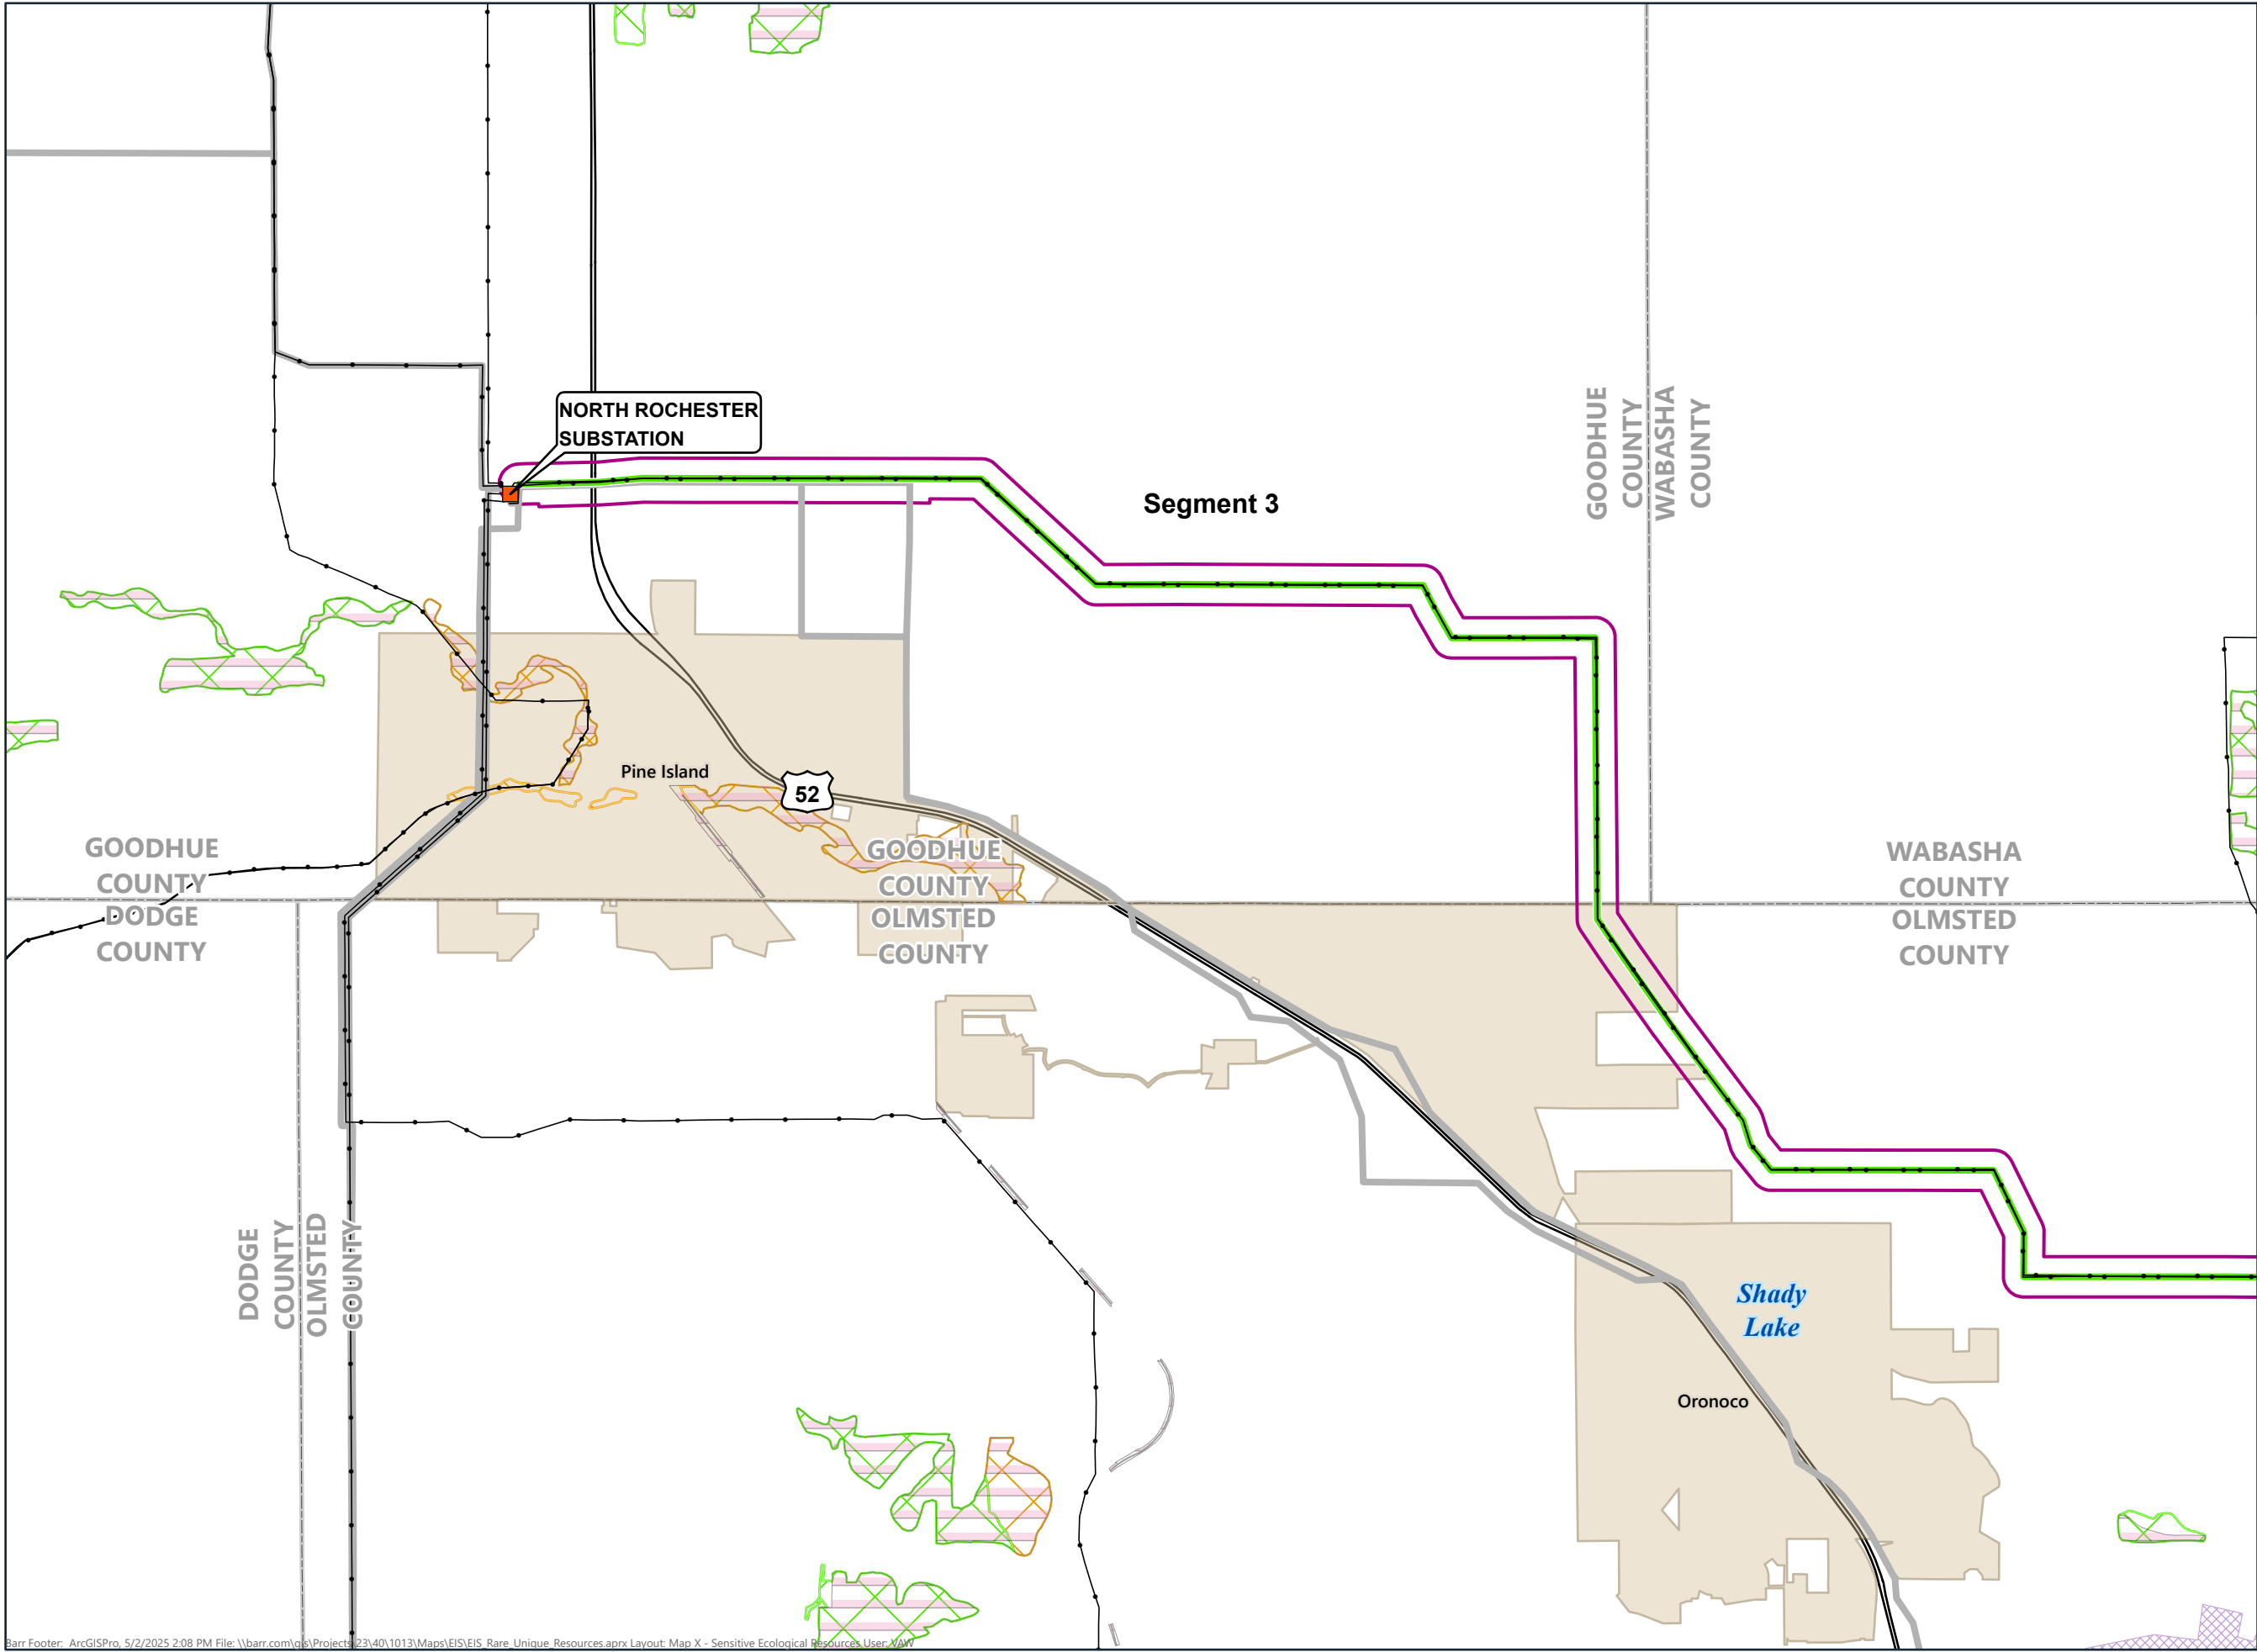 NORTH ROCHESTER
SUBSTATION
GOODHUE
COUNTY
WABASHA
COUNTY
Segment 3
Pine Island
52
GOODHUE
COUNTY
DODGE
COUNTY
GOODHUE
COUNTY
OLMSTED
COUNTY
WABASHA
COUNTY
OLMSTED
COUNTY
DODGE
COUNTY
OLMSTED
COUNTY
Shady
Lake
Oronoco
Barr Footer: ArcGISPro, 5/2/2025 2:08 PM File: \\barr.com\gis\Projects\23\40\1013\Maps\EIS\EIS_Rare_Unique_Resources.aprx Layout: Map X - Sensitive Ecological Resources User: VAW